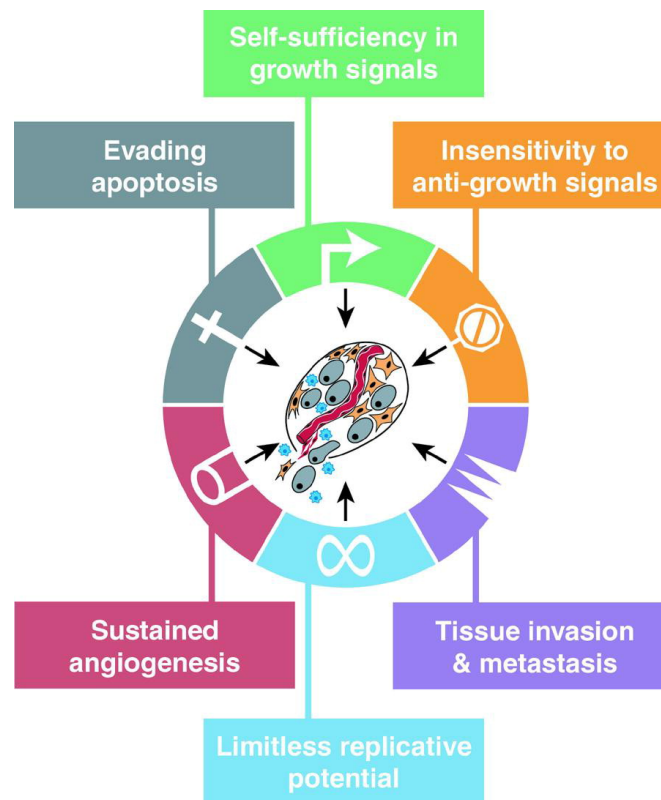 Self-sufficiency in
growth signals
Evading
apoptosis
Insensitivity to
anti-growth signals
Sustained
angiogenesis
Tissue invasion
& metastasis
Limitless replicative
potential